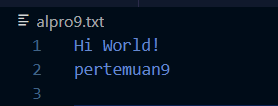 alpro9.txt
1 Hi World!
2 pertemuan9
3